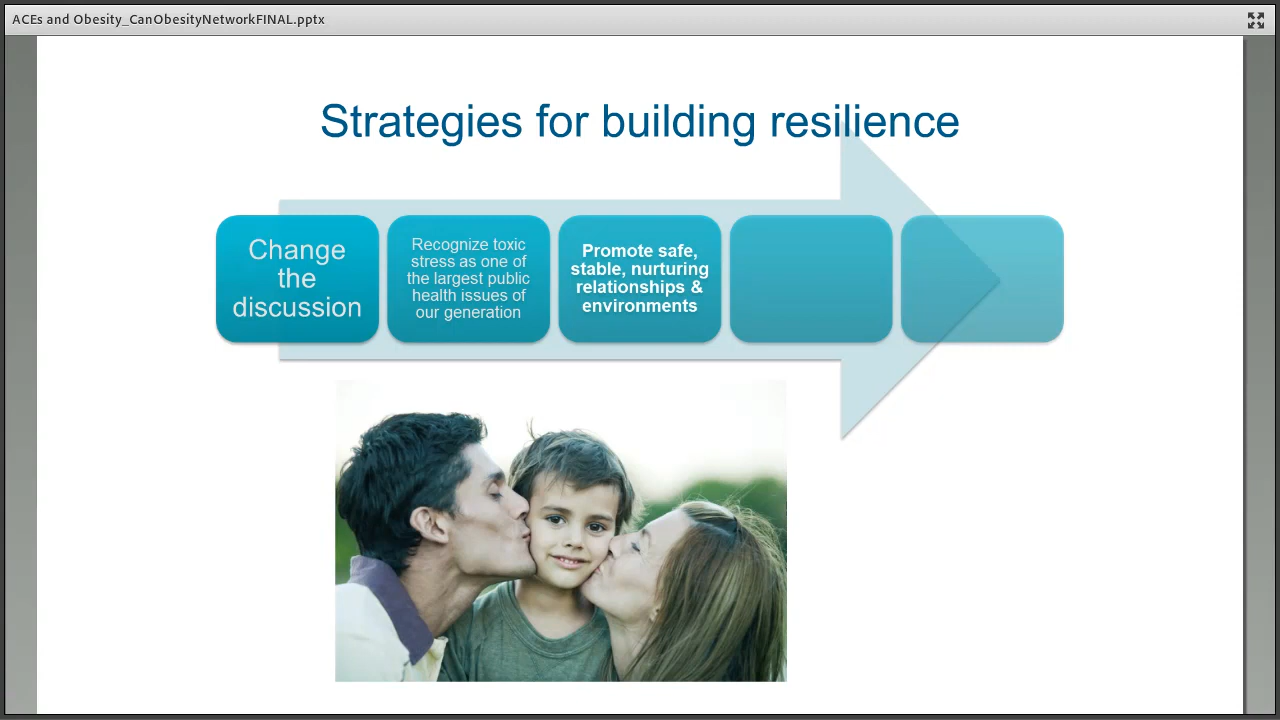 ACEs and Obesity_CanObesityNetworkFINAL.pptx
Strategies for building resilience
Change
the
discussion
Recognize toxic
stress as one of
the largest public
health issues of
our generation
Promote safe,
stable, nurturing
relationships &
environments